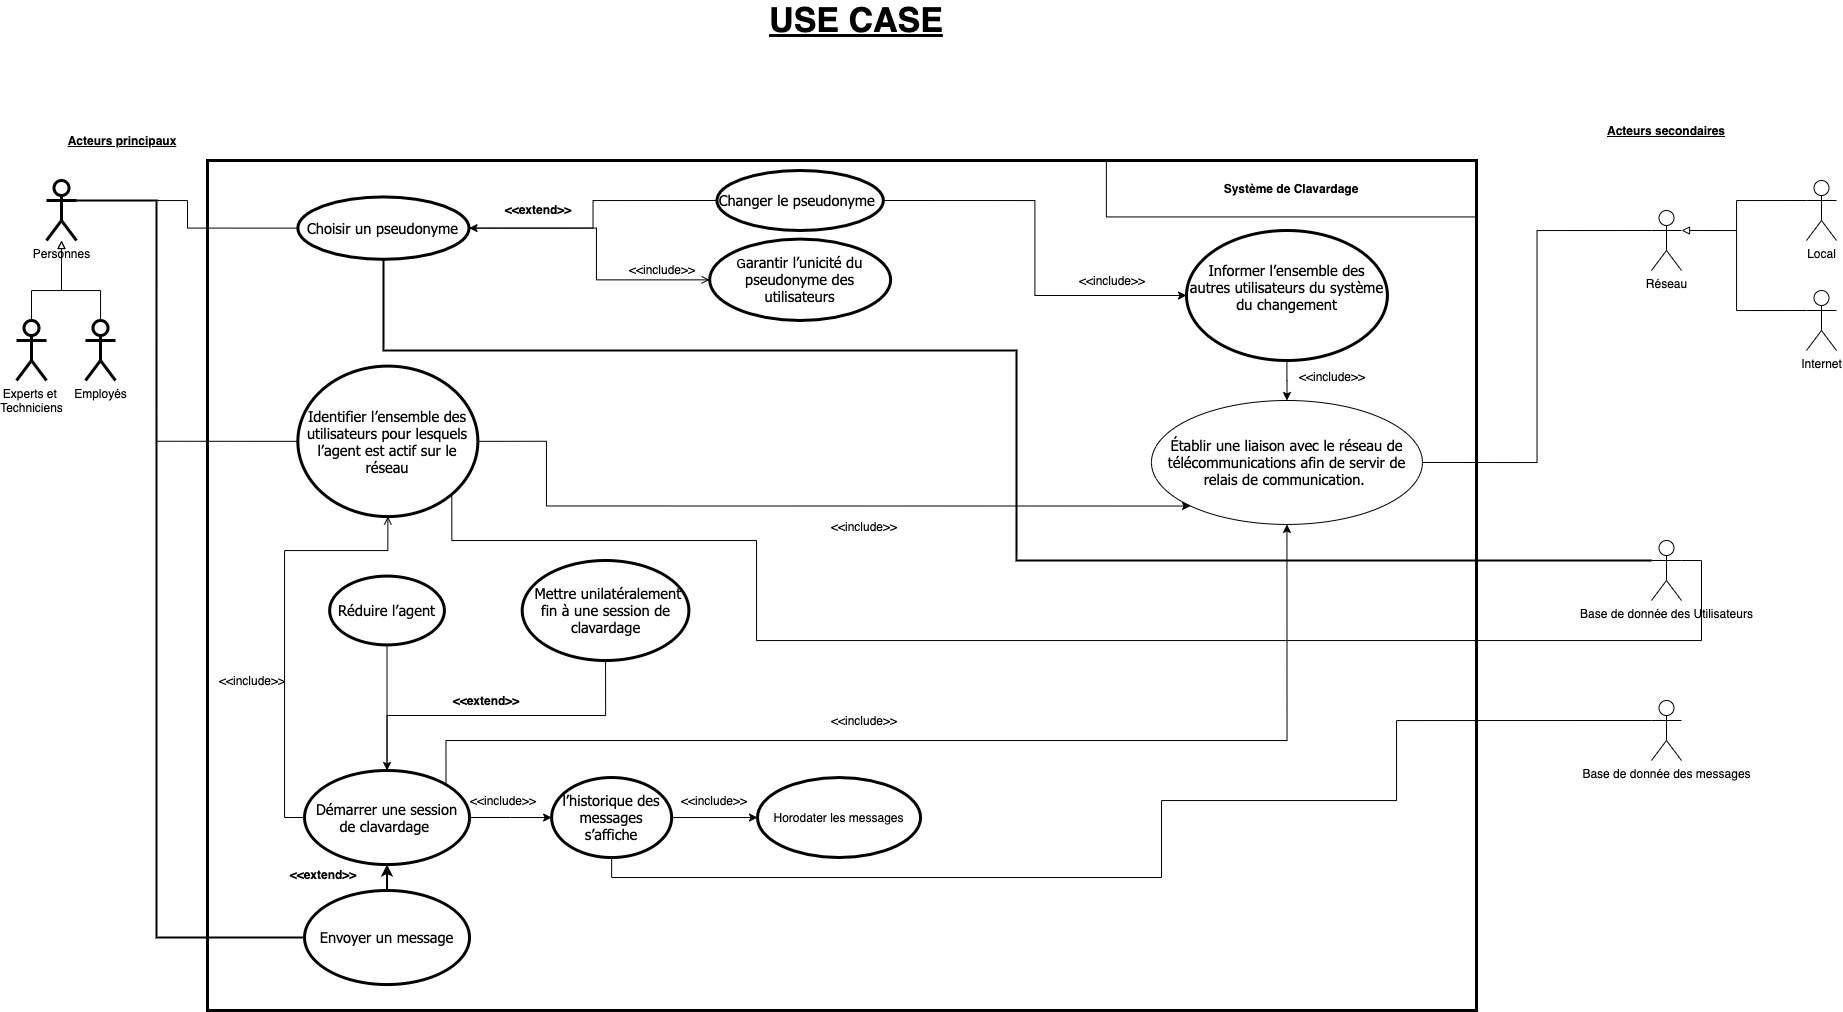 USE CASE
Acteurs principaux
Acteurs secondaires
Système de Clavardage
Personnes
Experts et
Techniciens
Employés
Choisir un pseudonyme
<<extend>>
Changer le pseudonyme
<<include>>
Garantir l'unicité du
pseudonyme des
utilisateurs
<<include>>
Informer l'ensemble des
autres utilisateurs du système
du changement
<<include>>
Réseau
Local
Internet
Identifier l'ensemble des
utilisateurs pour lesquels
l'agent est actif sur le
réseau
Établir une liaison avec le réseau de
télécommunications afin de servir de
relais de communication.
<<include>>
Réduire l'agent
Mettre unilatéralement
fin à une session de
clavardage
Base de donnée des Utilisateurs
<<include>>
<<extend>>
<<include>>
Base de donnée des messages
Démarrer une session
de clavardage
<<include>>
l'historique des
messages
s'affiche
<<include>>
Horodater les messages
<<extend>>
Envoyer un message